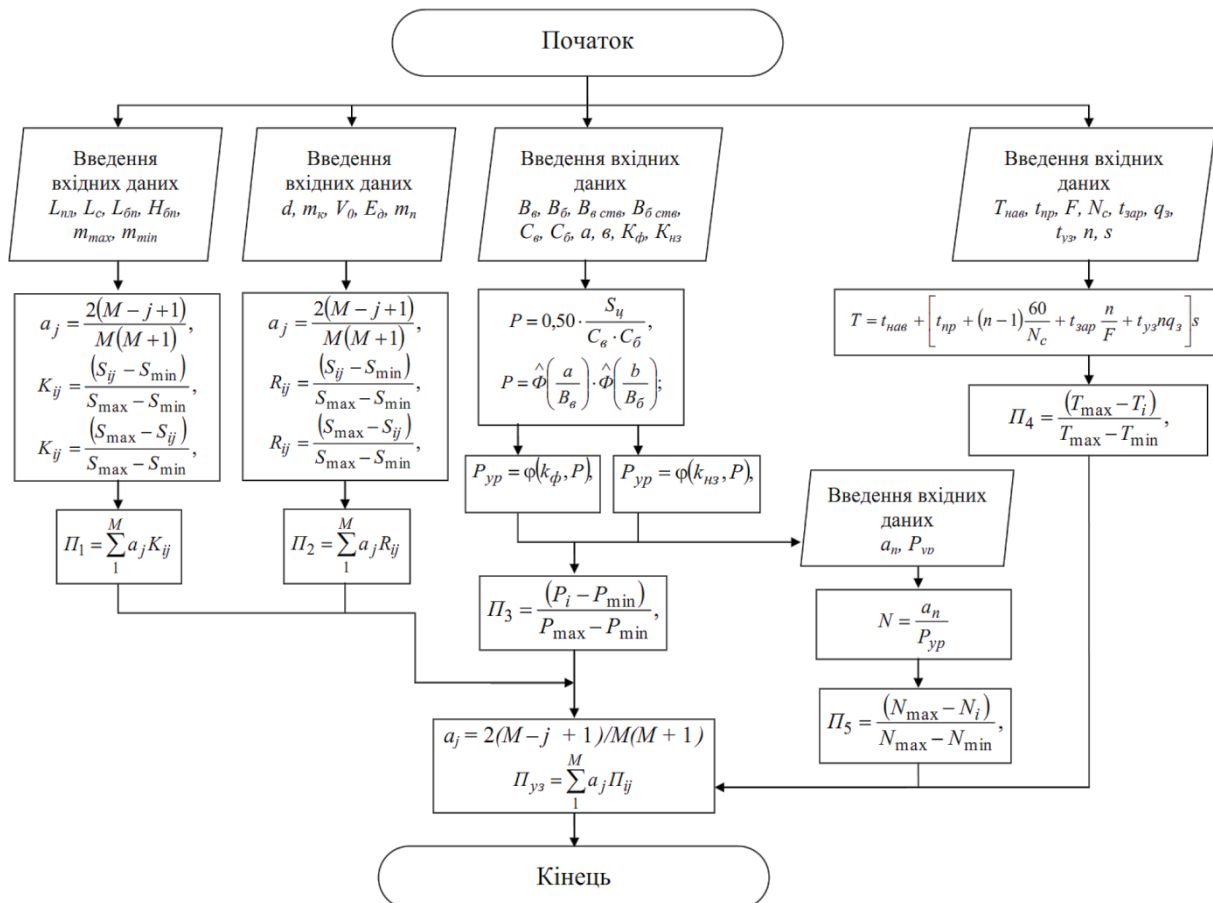 Початок
Введення
вхідних даних
L_пл, L_с, L_бп, H_бп,
m_max, m_min
Введення
вхідних даних
d, m_к, V_0, E_д, m_п
Введення вхідних
даних
B_в, B_б, B_в ств, B_б ств,
C_в, C_б, а, в, K_ф, K_нз
Введення вхідних
даних
T_нав, t_пр, F, N_с, t_зар, q_з,
t_уз, n, s
a_j = 2(M − j + 1)/M(M + 1),
K_ij = (S_ij − S_min)/S_max − S_min,
K_ij = (S_max − S_ij)/S_max − S_min,
a_j = 2(M − j + 1)/M(M + 1),
R_ij = (S_ij − S_min)/S_max − S_min,
R_ij = (S_max − S_ij)/S_max − S_min,
P = 0,50 · S_ц/C_в · C_б,
P = Φ̂(a/B_в) · Φ̂(b/B_б);
T = t_нав + [t_пр + (n − 1) 60/N_c + t_зар n/F + t_уз n q_з] s
П_4 = (T_max − T_i)/T_max − T_min,
P_ур = φ(k_ф, P),
P_ур = φ(k_нз, P),
Введення вхідних
даних
a_п, P_ур
П_1 = ∑_1^M a_j K_ij
П_2 = ∑_1^M a_j R_ij
П_3 = (P_i − P_min)/P_max − P_min,
N = a_n/P_ур
П_5 = (N_max − N_i)/N_max − N_min,
a_j = 2(M − j + 1)/M(M + 1)
П_уз = ∑_1^M a_j П_ij
Кінець